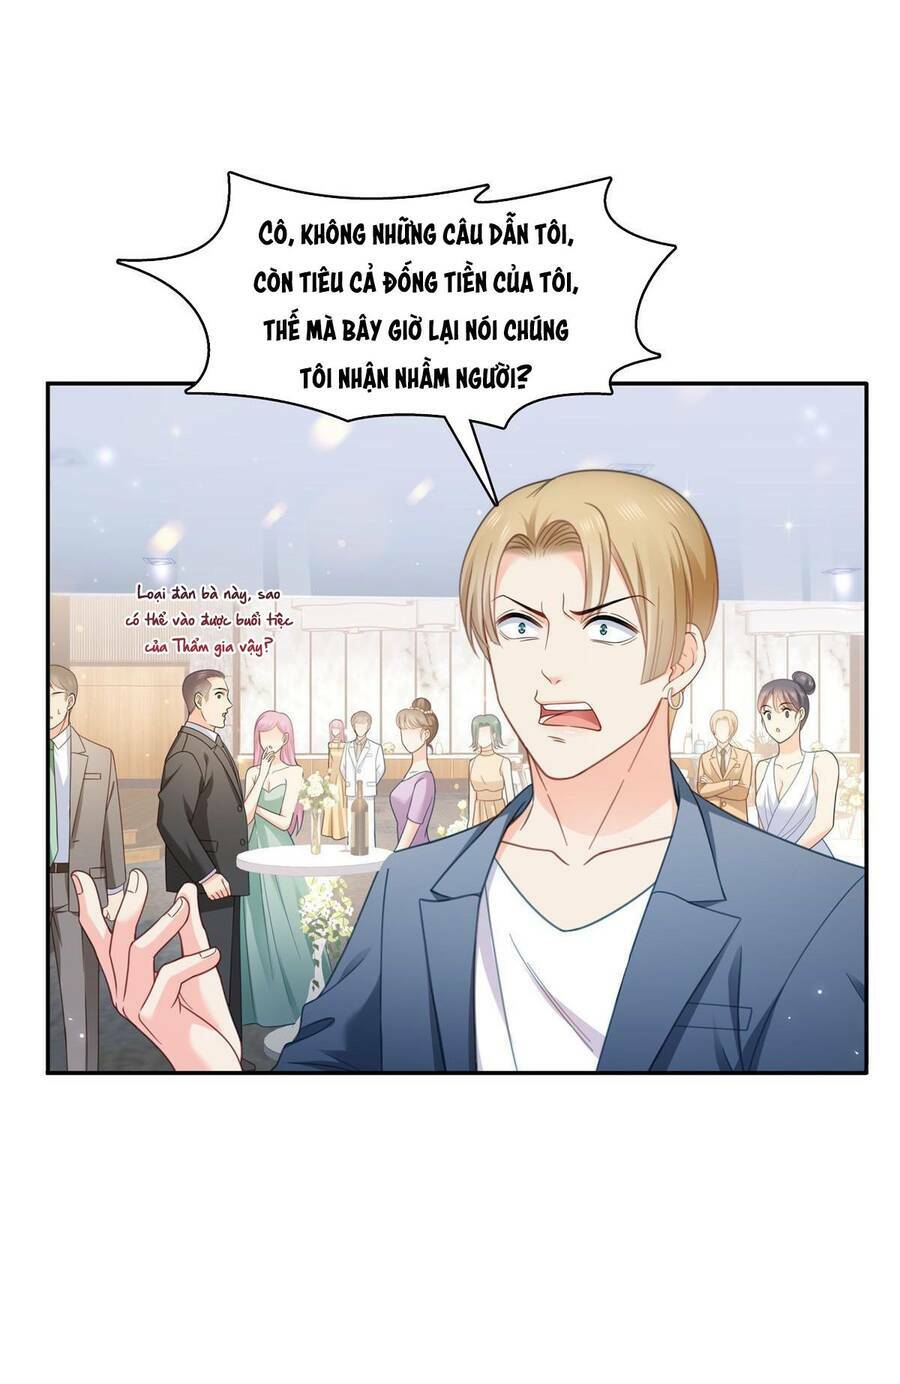 CÔ, KHÔNG NHỮNG CÂU DẪN TÔI,
CÒN TIÊU CẢ ĐỐNG TIỀN CỦA TÔI,
THẾ MÀ BÂY GIỜ LẠI NÓI CHÚNG
TÔI NHẬN NHẦM NGƯỜI?
Loại đàn bà này, sao
có thể vào được buổi tiệc
của Thẩm gia vậy?